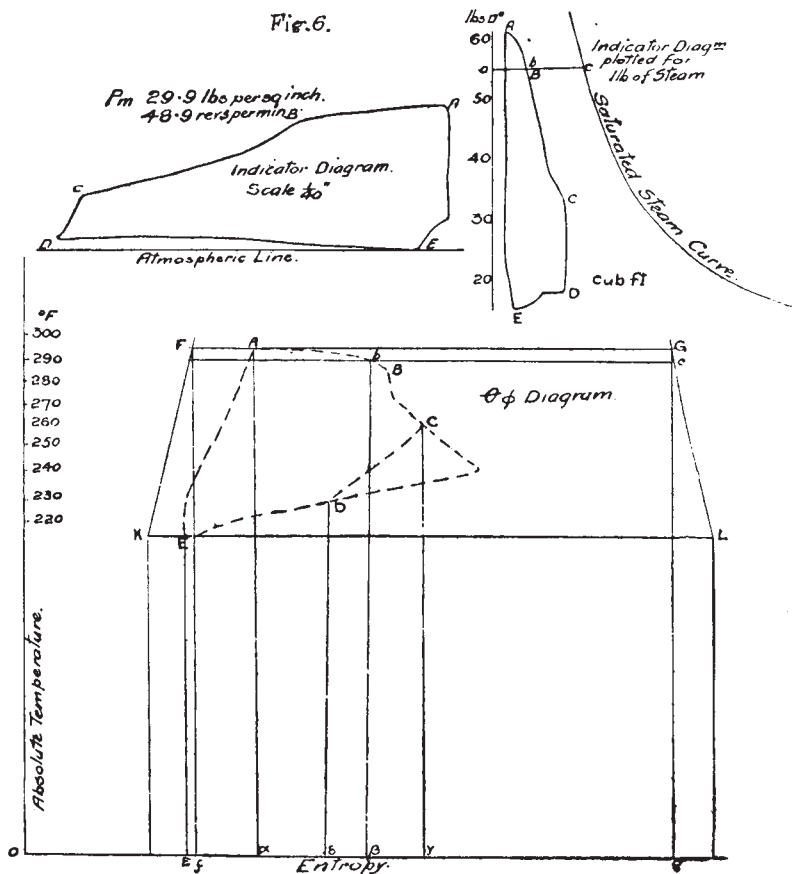 Fig. 6.
Pm 29.9 lbs per sq inch.
48.9 revs per min
B
A
C
D
E
Indicator Diagram.
Scale 1/40"
Atmospheric Line.
lbs □"
A
60
a
50
40
30
20
b
B
c
C
D
E
cub ft
Indicator Diagm
plotted for
1lb of Steam
Saturated Steam Curve.
°F
300
290
280
270
260
250
240
230
220
F
A
G
b
c
B
C
D
K
E
L
θφ Diagram.
Absolute Temperature.
0
E
f
α
δ
β
γ
g
Entropy.